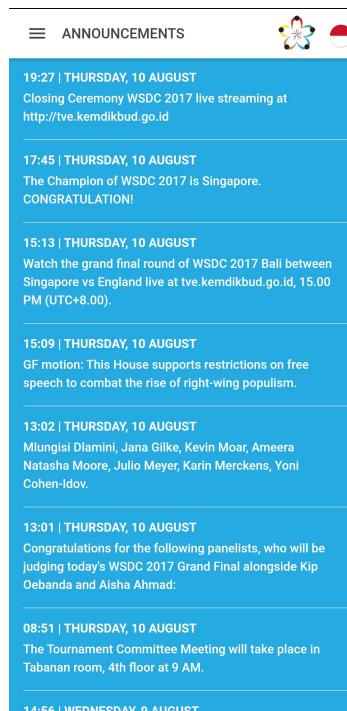 ANNOUNCEMENTS
19:27 | THURSDAY, 10 AUGUST
Closing Ceremony WSDC 2017 live streaming at
http://tve.kemdikbud.go.id
17:45 | THURSDAY, 10 AUGUST
The Champion of WSDC 2017 is Singapore.
CONGRATULATION!
15:13 | THURSDAY, 10 AUGUST
Watch the grand final round of WSDC 2017 Bali between
Singapore vs England live at tve.kemdikbud.go.id, 15.00
PM (UTC+8.00).
15:09 | THURSDAY, 10 AUGUST
GF motion: This House supports restrictions on free
speech to combat the rise of right-wing populism.
13:02 | THURSDAY, 10 AUGUST
Mlungisi Dlamini, Jana Gilke, Kevin Moar, Ameera
Natasha Moore, Julio Meyer, Karin Merckens, Yoni
Cohen-Idov.
13:01 | THURSDAY, 10 AUGUST
Congratulations for the following panelists, who will be
judging today's WSDC 2017 Grand Final alongside Kip
Oebanda and Aisha Ahmad:
08:51 | THURSDAY, 10 AUGUST
The Tournament Committee Meeting will take place in
Tabanan room, 4th floor at 9 AM.
14:56 | WEDNESDAY, 9 AUGUST